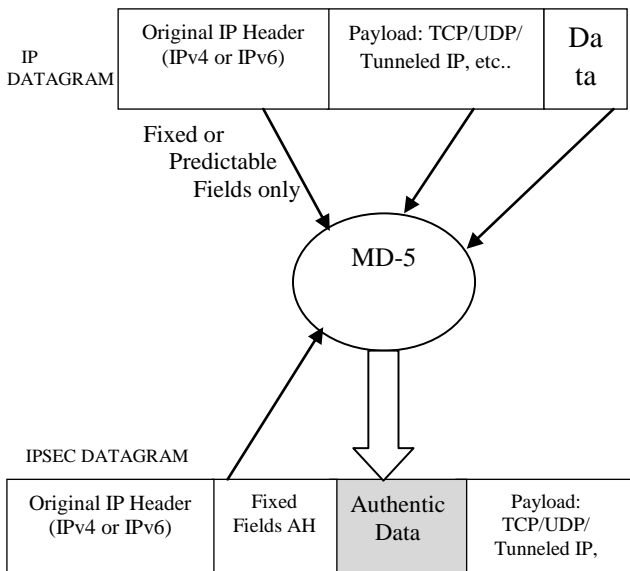 IP
DATAGRAM
Original IP Header
(IPv4 or IPv6)
Payload: TCP/UDP/
Tunneled IP, etc..
Da
ta
Fixed or
Predictable
Fields only
MD-5
IPSEC DATAGRAM
Original IP Header
(IPv4 or IPv6)
Fixed
Fields AH
Authentic
Data
Payload:
TCP/UDP/
Tunneled IP,